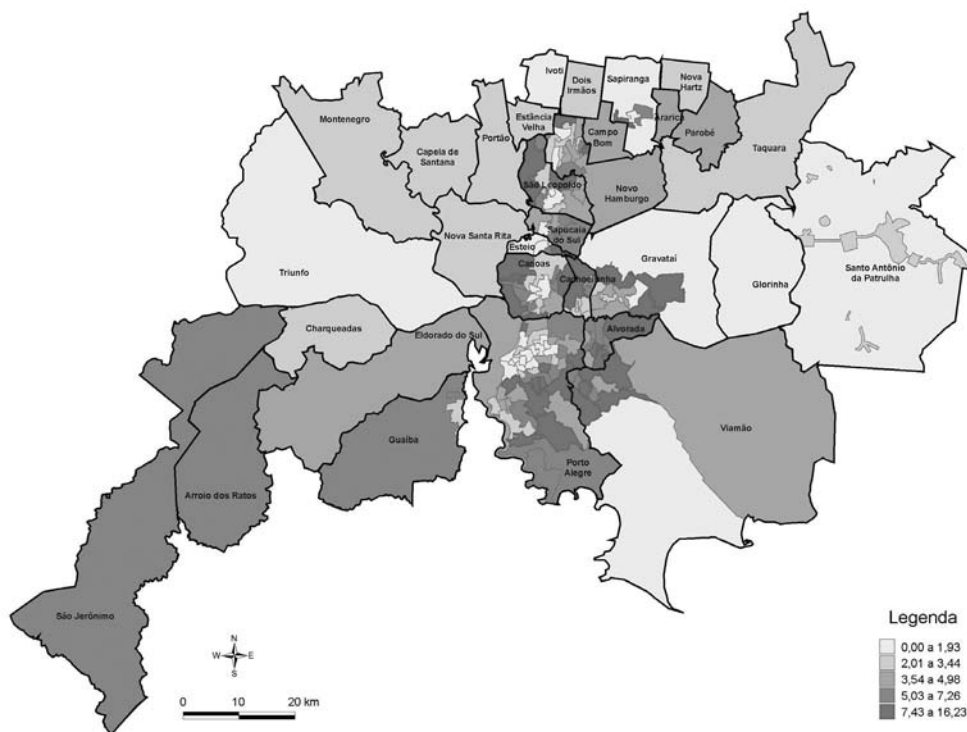 Ivoti
Dois
Irmãos
Sapiranga
Nova
Hartz
Montenegro
Portão
Estância
Velha
Campo
Bom
Araricá
Parobé
Taquara
Capela de
Santana
São Leopoldo
Novo
Hamburgo
Nova Santa Rita
Sapucaia
do Sul
Esteio
Gravataí
Canoas
Cachoeirinha
Triunfo
Glorinha
Santo Antônio
da Patrulha
Charqueadas
Eldorado do Sul
Alvorada
Guaíba
Viamão
Porto
Alegre
Arroio dos Ratos
São Jerônimo
N
W E
S
0 10 20 km
Legenda
0,00 a 1,93
2,01 a 3,44
3,54 a 4,98
5,03 a 7,26
7,43 a 16,23